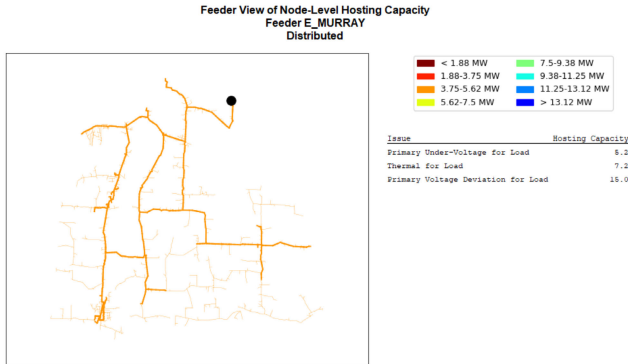 Feeder View of Node-Level Hosting Capacity
Feeder E_MURRAY
Distributed
< 1.88 MW
1.88-3.75 MW
3.75-5.62 MW
5.62-7.5 MW
7.5-9.38 MW
9.38-11.25 MW
11.25-13.12 MW
> 13.12 MW
Issue Hosting Capacity
Primary Under-Voltage for Load 5.2
Thermal for Load 7.2
Primary Voltage Deviation for Load 15.0